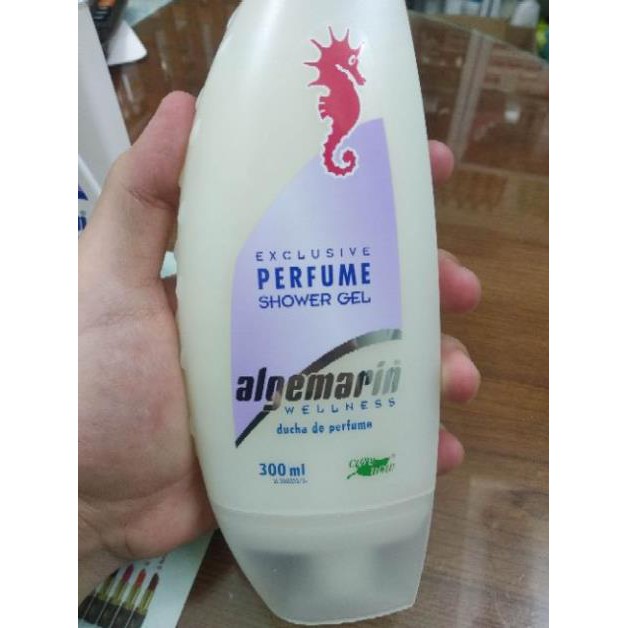 EXCLUSIVE
PERFUME
SHOWER GEL
algemarin
WELLNESS
ducha de perfume
300 ml